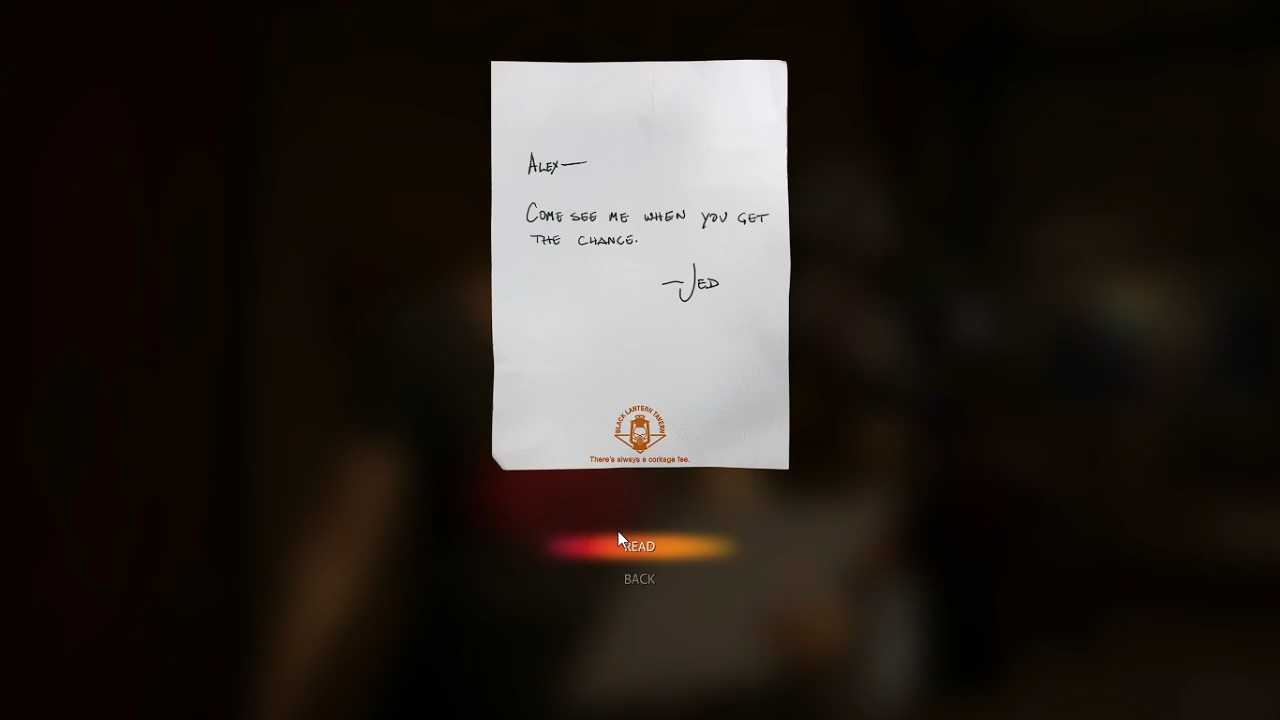 ALEX—
COME SEE ME WHEN YOU GET
THE CHANCE.
—JED
BLACK LANTERN TAVERN
There's always a corkage fee.
READ
BACK